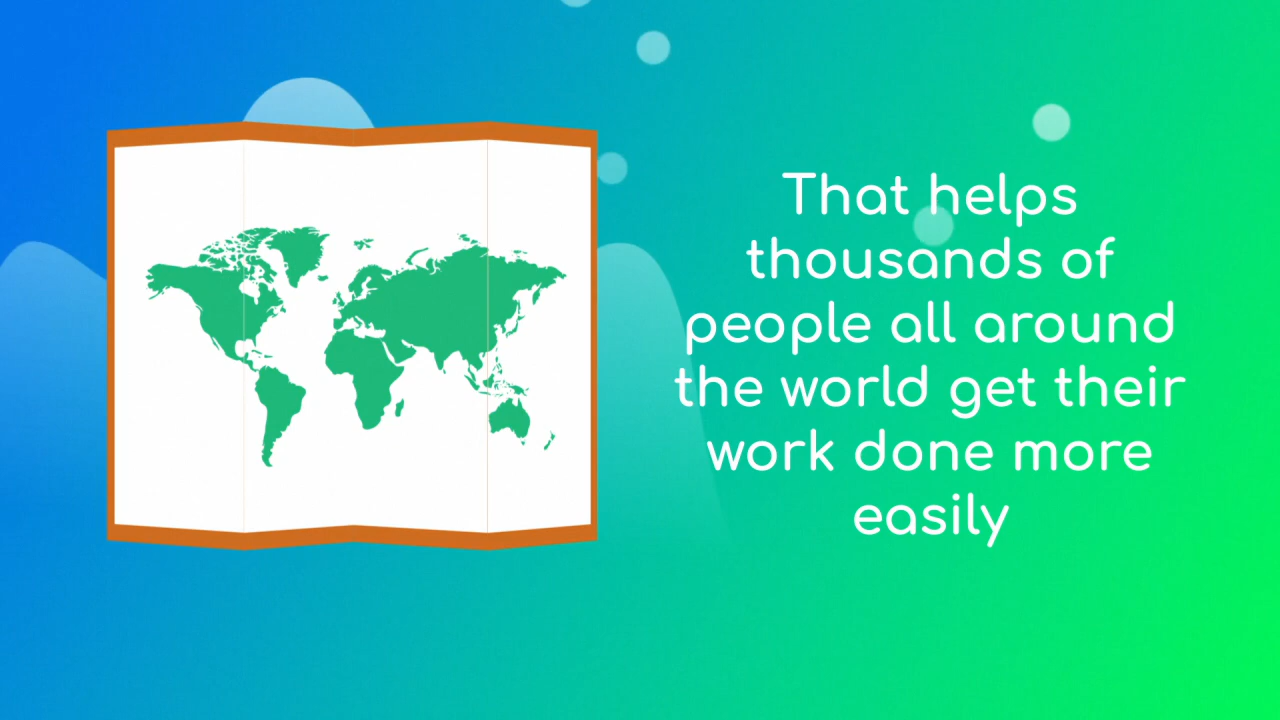 That helps
thousands of
people all around
the world get their
work done more
easily